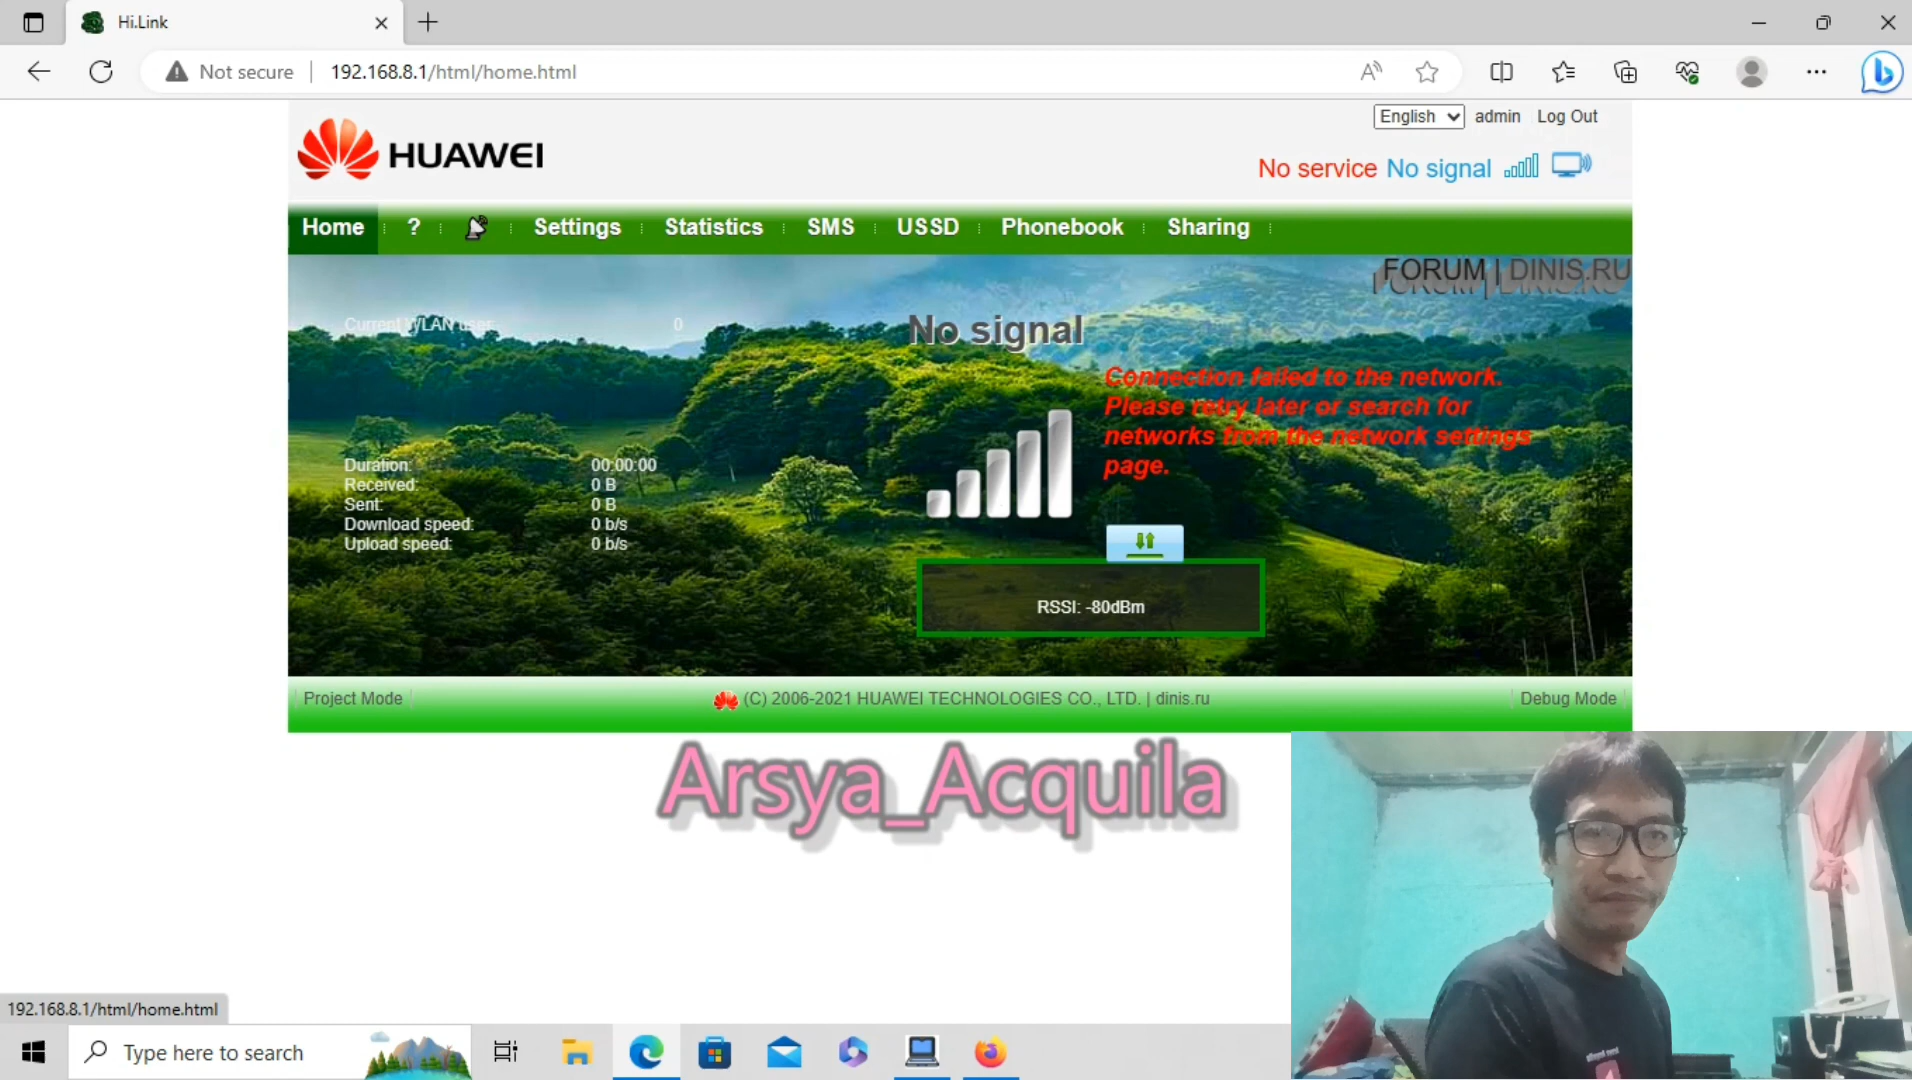 Hi.Link
Not secure
192.168.8.1/html/home.html
English admin Log Out
HUAWEI
No service No signal
Home ? Settings Statistics SMS USSD Phonebook Sharing
FORUM | DINIS.RU
Current WLAN user: 0
No signal
Connection failed to the network.
Please retry later or search for
networks from the network settings
page.
Duration: 00:00:00
Received: 0 B
Sent: 0 B
Download speed: 0 b/s
Upload speed: 0 b/s
RSSI: -80dBm
Project Mode
(C) 2006-2021 HUAWEI TECHNOLOGIES CO., LTD. | dinis.ru
Debug Mode
Arsya_Acquila
192.168.8.1/html/home.html
Type here to search